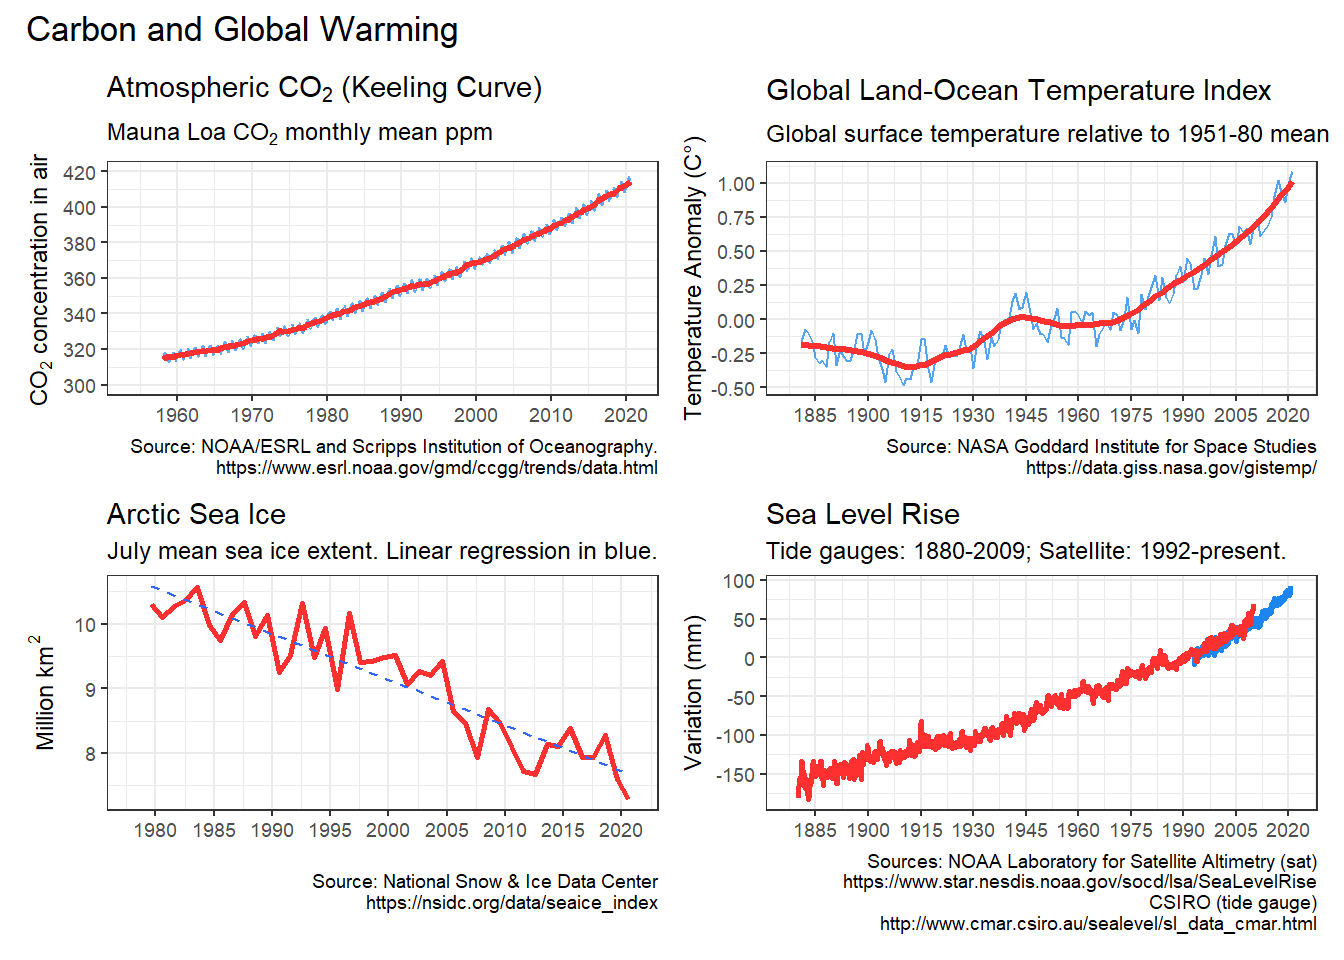 Carbon and Global Warming
Atmospheric CO₂ (Keeling Curve)
Mauna Loa CO₂ monthly mean ppm
CO₂ concentration in air
420
400
380
360
340
320
300
1960 1970 1980 1990 2000 2010 2020
Source: NOAA/ESRL and Scripps Institution of Oceanography.
https://www.esrl.noaa.gov/gmd/ccgg/trends/data.html
Global Land-Ocean Temperature Index
Global surface temperature relative to 1951-80 mean
Temperature Anomaly (C°)
1.00
0.75
0.50
0.25
0.00
-0.25
-0.50
1885 1900 1915 1930 1945 1960 1975 1990 2005 2020
Source: NASA Goddard Institute for Space Studies
https://data.giss.nasa.gov/gistemp/
Arctic Sea Ice
July mean sea ice extent. Linear regression in blue.
Million km²
10
9
8
1980 1985 1990 1995 2000 2005 2010 2015 2020
Source: National Snow & Ice Data Center
https://nsidc.org/data/seaice_index
Sea Level Rise
Tide gauges: 1880-2009; Satellite: 1992-present.
Variation (mm)
100
50
0
-50
-100
-150
1885 1900 1915 1930 1945 1960 1975 1990 2005 2020
Sources: NOAA Laboratory for Satellite Altimetry (sat)
https://www.star.nesdis.noaa.gov/socd/lsa/SeaLevelRise
CSIRO (tide gauge)
http://www.cmar.csiro.au/sealevel/sl_data_cmar.html